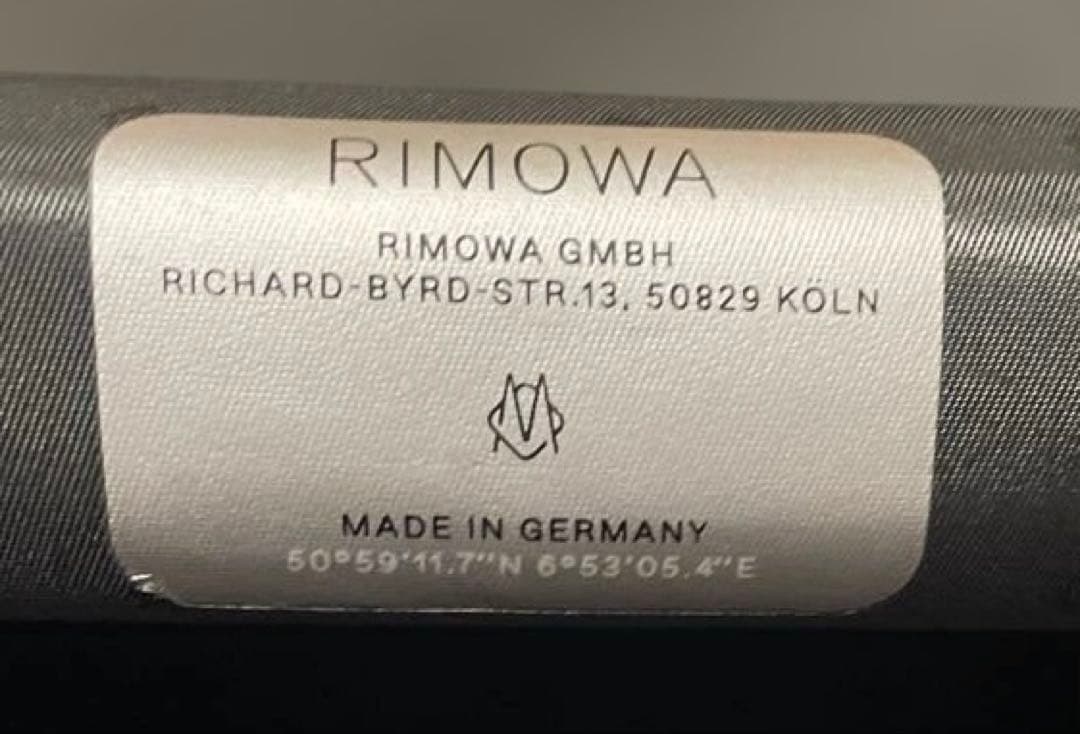 RIMOWA
RIMOWA GMBH
RICHARD-BYRD-STR.13, 50829 KÖLN
MADE IN GERMANY
50°59'11.7"N 6°53'05.4"E